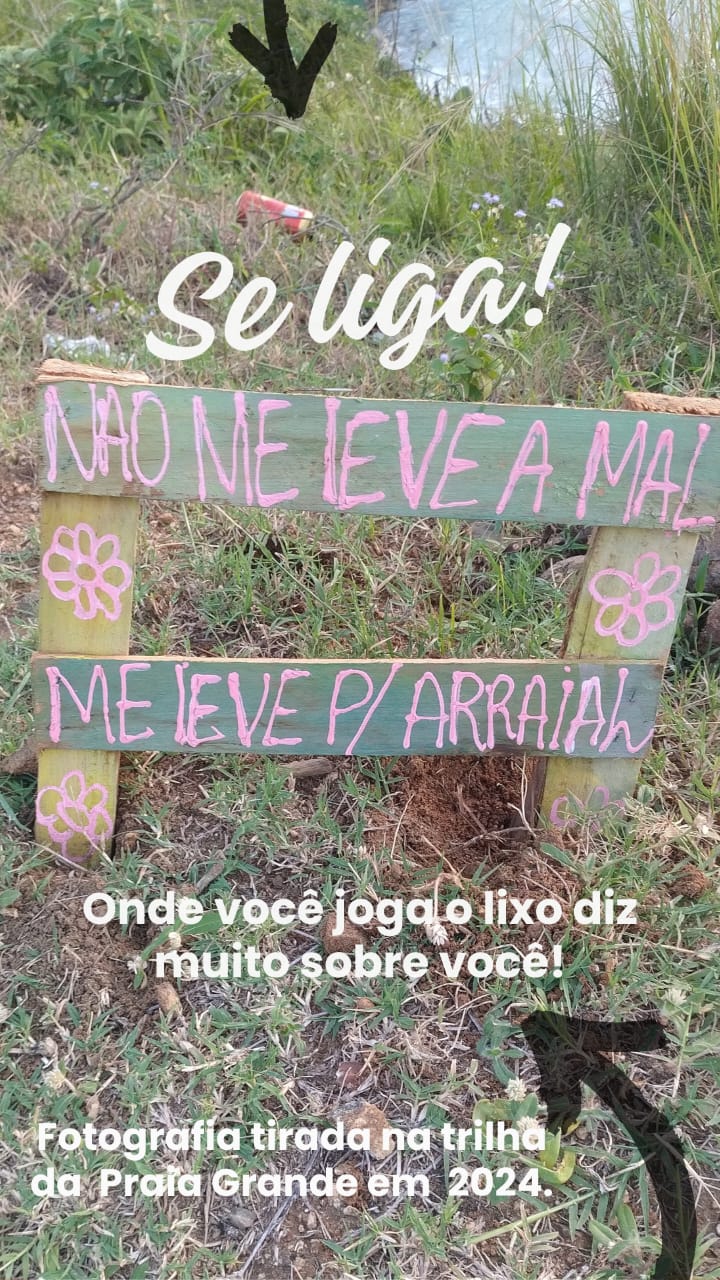 Se liga!
NAO ME LEVE A MAL
ME LEVE P/ ARRAIAL
Onde você joga o lixo diz
muito sobre você!
Fotografia tirada na trilha
da Praia Grande em 2024.